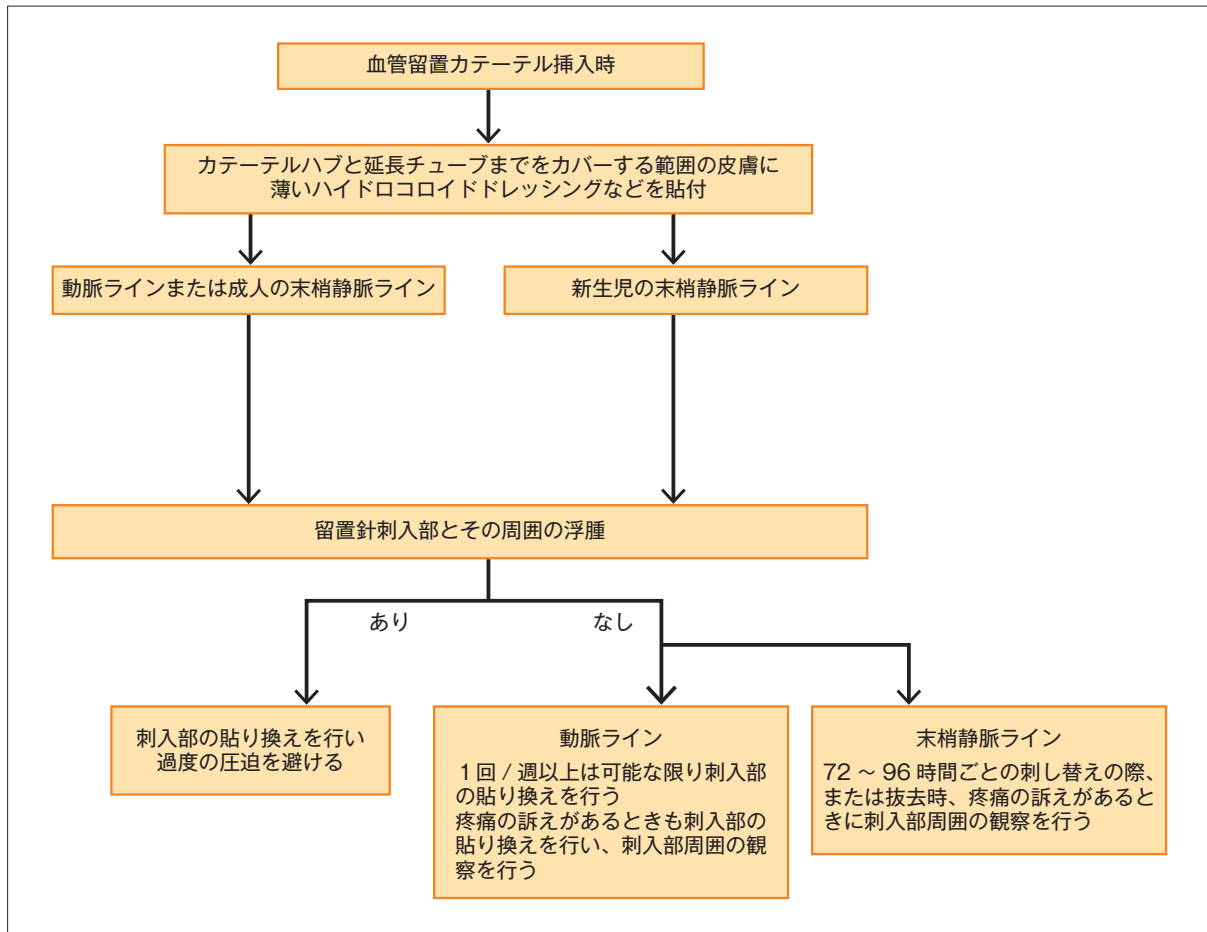 血管留置カテーテル挿入時
カテーテルハブと延長チューブまでをカバーする範囲の皮膚に
薄いハイドロコロイドドレッシングなどを貼付
動脈ラインまたは成人の末梢静脈ライン
新生児の末梢静脈ライン
留置針刺入部とその周囲の浮腫
あり
なし
刺入部の貼り換えを行い
過度の圧迫を避ける
動脈ライン
1回 / 週以上は可能な限り刺入部
の貼り換えを行う
疼痛の訴えがあるときも刺入部の
貼り換えを行い、刺入部周囲の観
察を行う
末梢静脈ライン
72 〜 96 時間ごとの刺し替えの際、
または抜去時、疼痛の訴えがあると
きに刺入部周囲の観察を行う